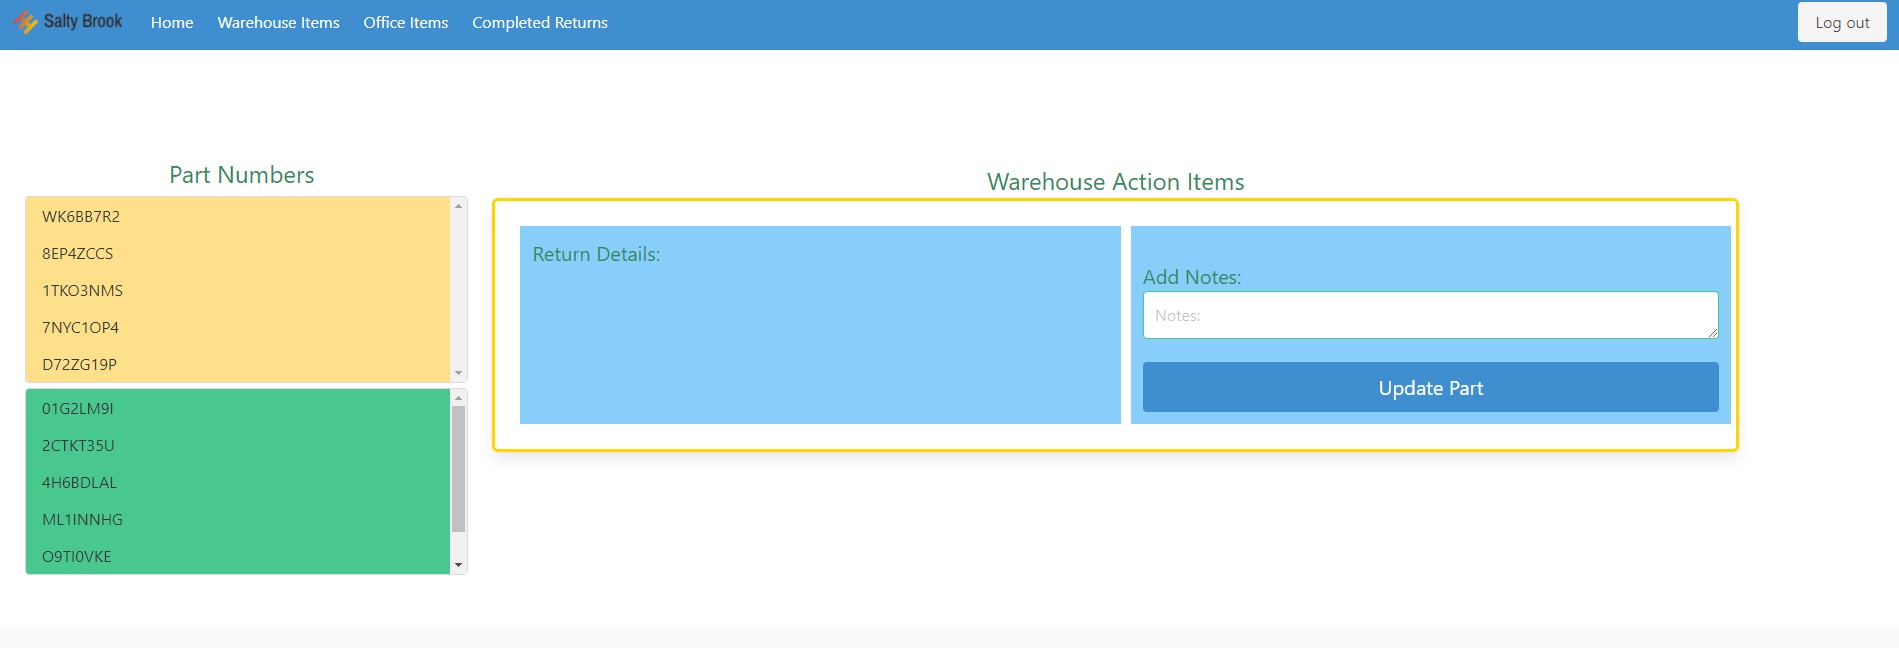 Salty Brook Home Warehouse Items Office Items Completed Returns Log out
Part Numbers
WK6BB7R2
8EP4ZCCS
1TKO3NMS
7NYC1OP4
D72ZG19P
01G2LM9I
2CTKT35U
4H6BDLAL
ML1INNHG
O9TI0VKE
Warehouse Action Items
Return Details:
Add Notes:
Notes:
Update Part